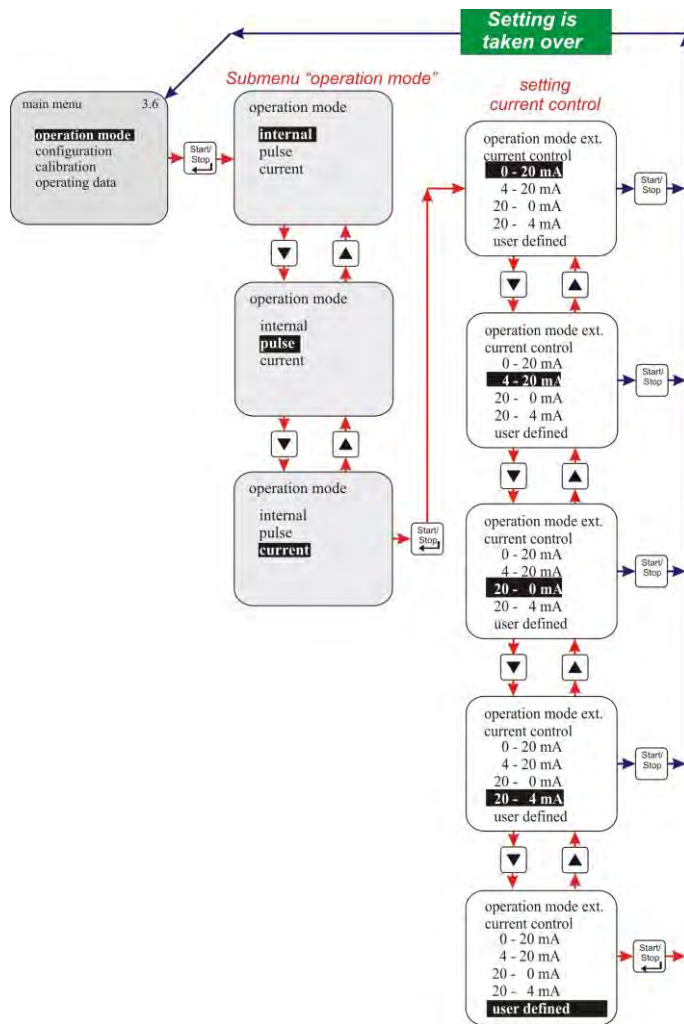 Setting is
taken over
Submenu “operation mode”
setting
current control
main menu 3.6
operation mode
configuration
calibration
operating data
Start/
Stop
operation mode
internal
pulse
current
operation mode
internal
pulse
current
operation mode
internal
pulse
current
Start/
Stop
operation mode ext.
current control
0 - 20 mA
4 - 20 mA
20 - 0 mA
20 - 4 mA
user defined
Start/
Stop
operation mode ext.
current control
0 - 20 mA
4 - 20 mA
20 - 0 mA
20 - 4 mA
user defined
Start/
Stop
operation mode ext.
current control
0 - 20 mA
4 - 20 mA
20 - 0 mA
20 - 4 mA
user defined
Start/
Stop
operation mode ext.
current control
0 - 20 mA
4 - 20 mA
20 - 0 mA
20 - 4 mA
user defined
Start/
Stop
operation mode ext.
current control
0 - 20 mA
4 - 20 mA
20 - 0 mA
20 - 4 mA
user defined
Start/
Stop